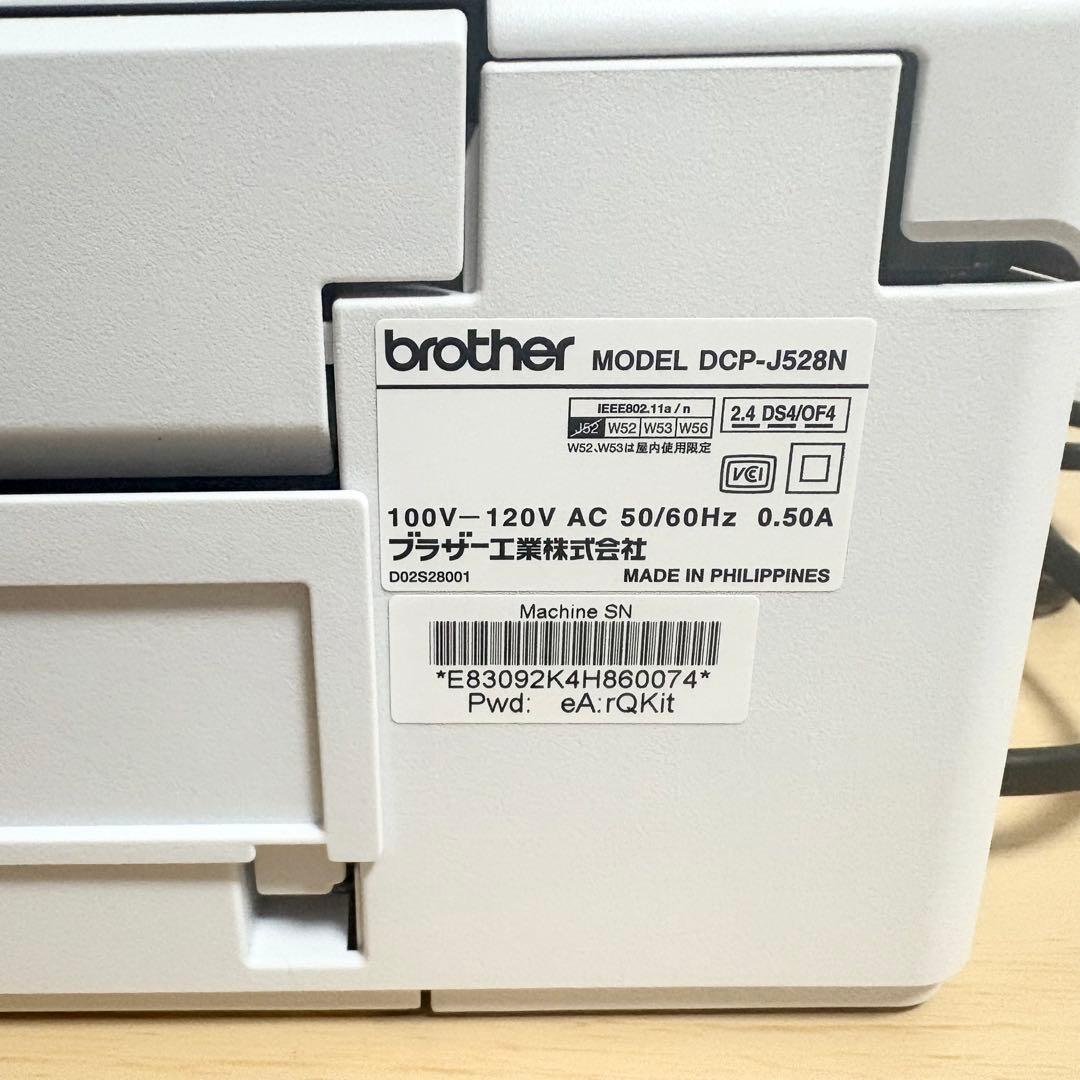 brother MODEL DCP-J528N
IEEE802.11a/n
J52 W52 W53 W56
2.4 DS4/OF4
W52、W53は屋内使用限定
VCI
100V－120V AC 50/60Hz 0.50A
ブラザー工業株式会社
D02S28001 MADE IN PHILIPPINES
Machine SN
*E83092K4H860074*
Pwd: eA:rQKit